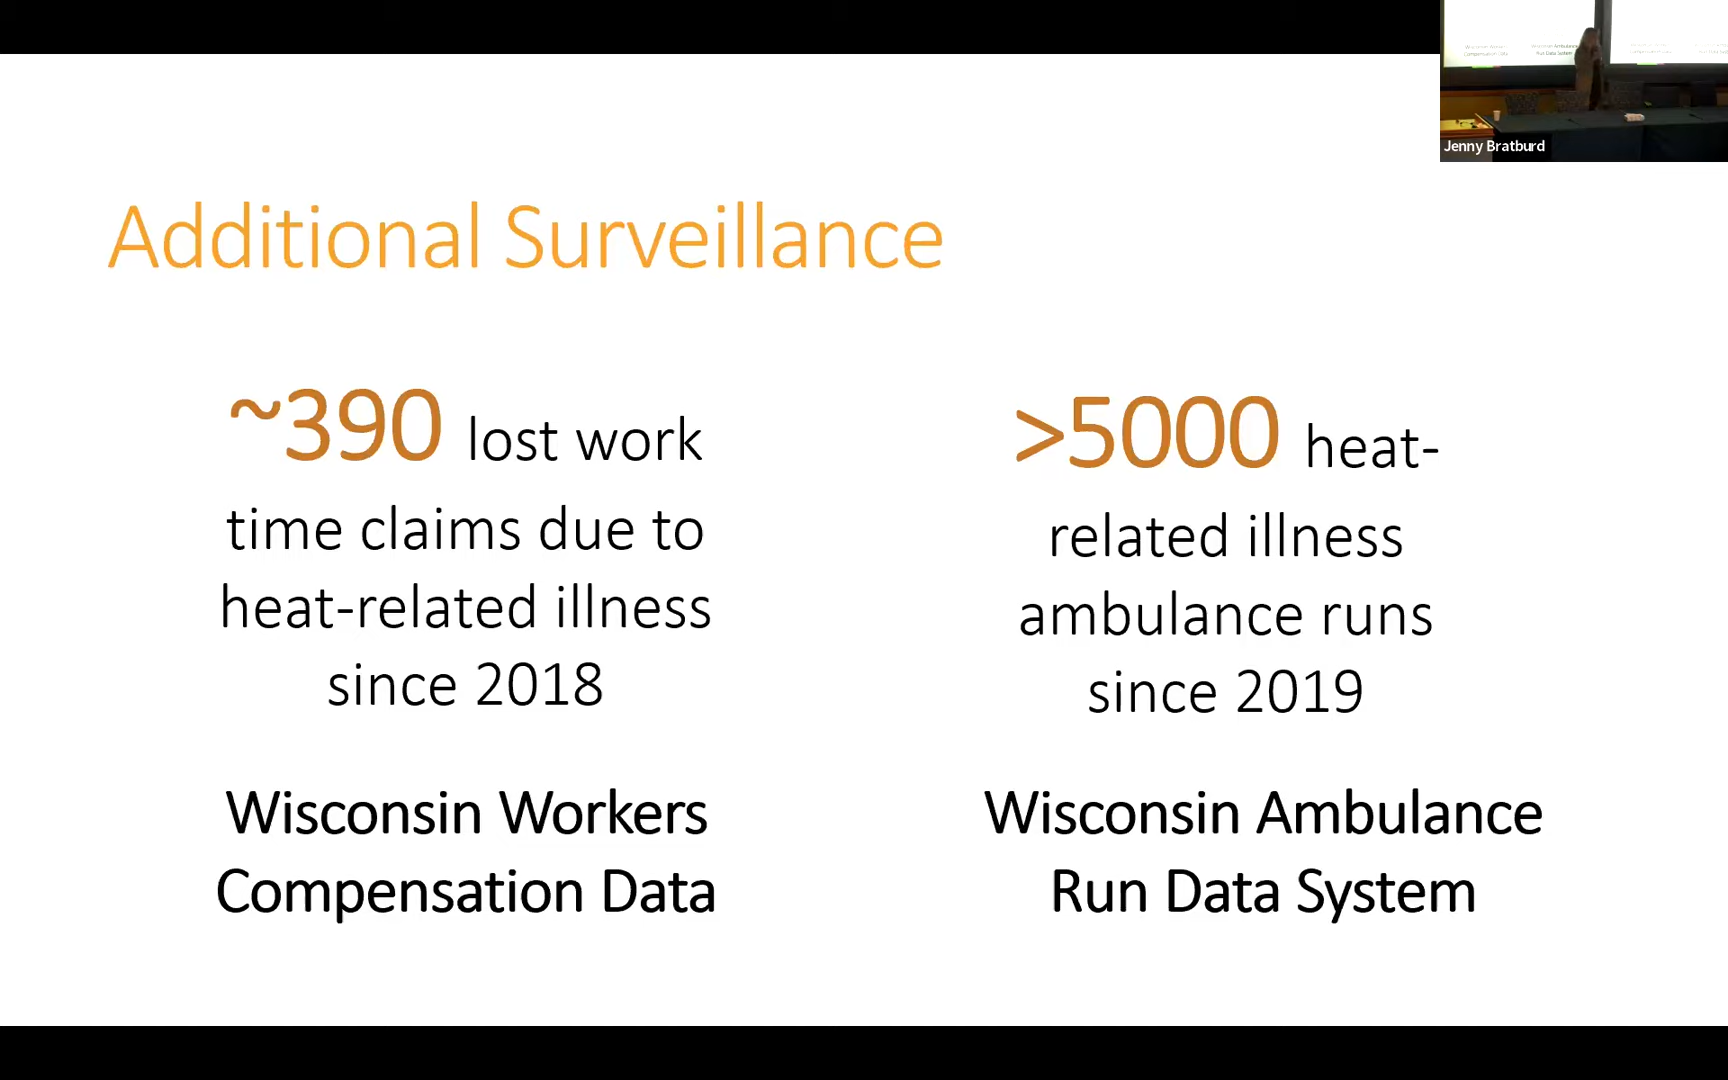 Jenny Bratburd
Additional Surveillance
~390 lost work
time claims due to
heat-related illness
since 2018
Wisconsin Workers
Compensation Data
>5000 heat-
related illness
ambulance runs
since 2019
Wisconsin Ambulance
Run Data System